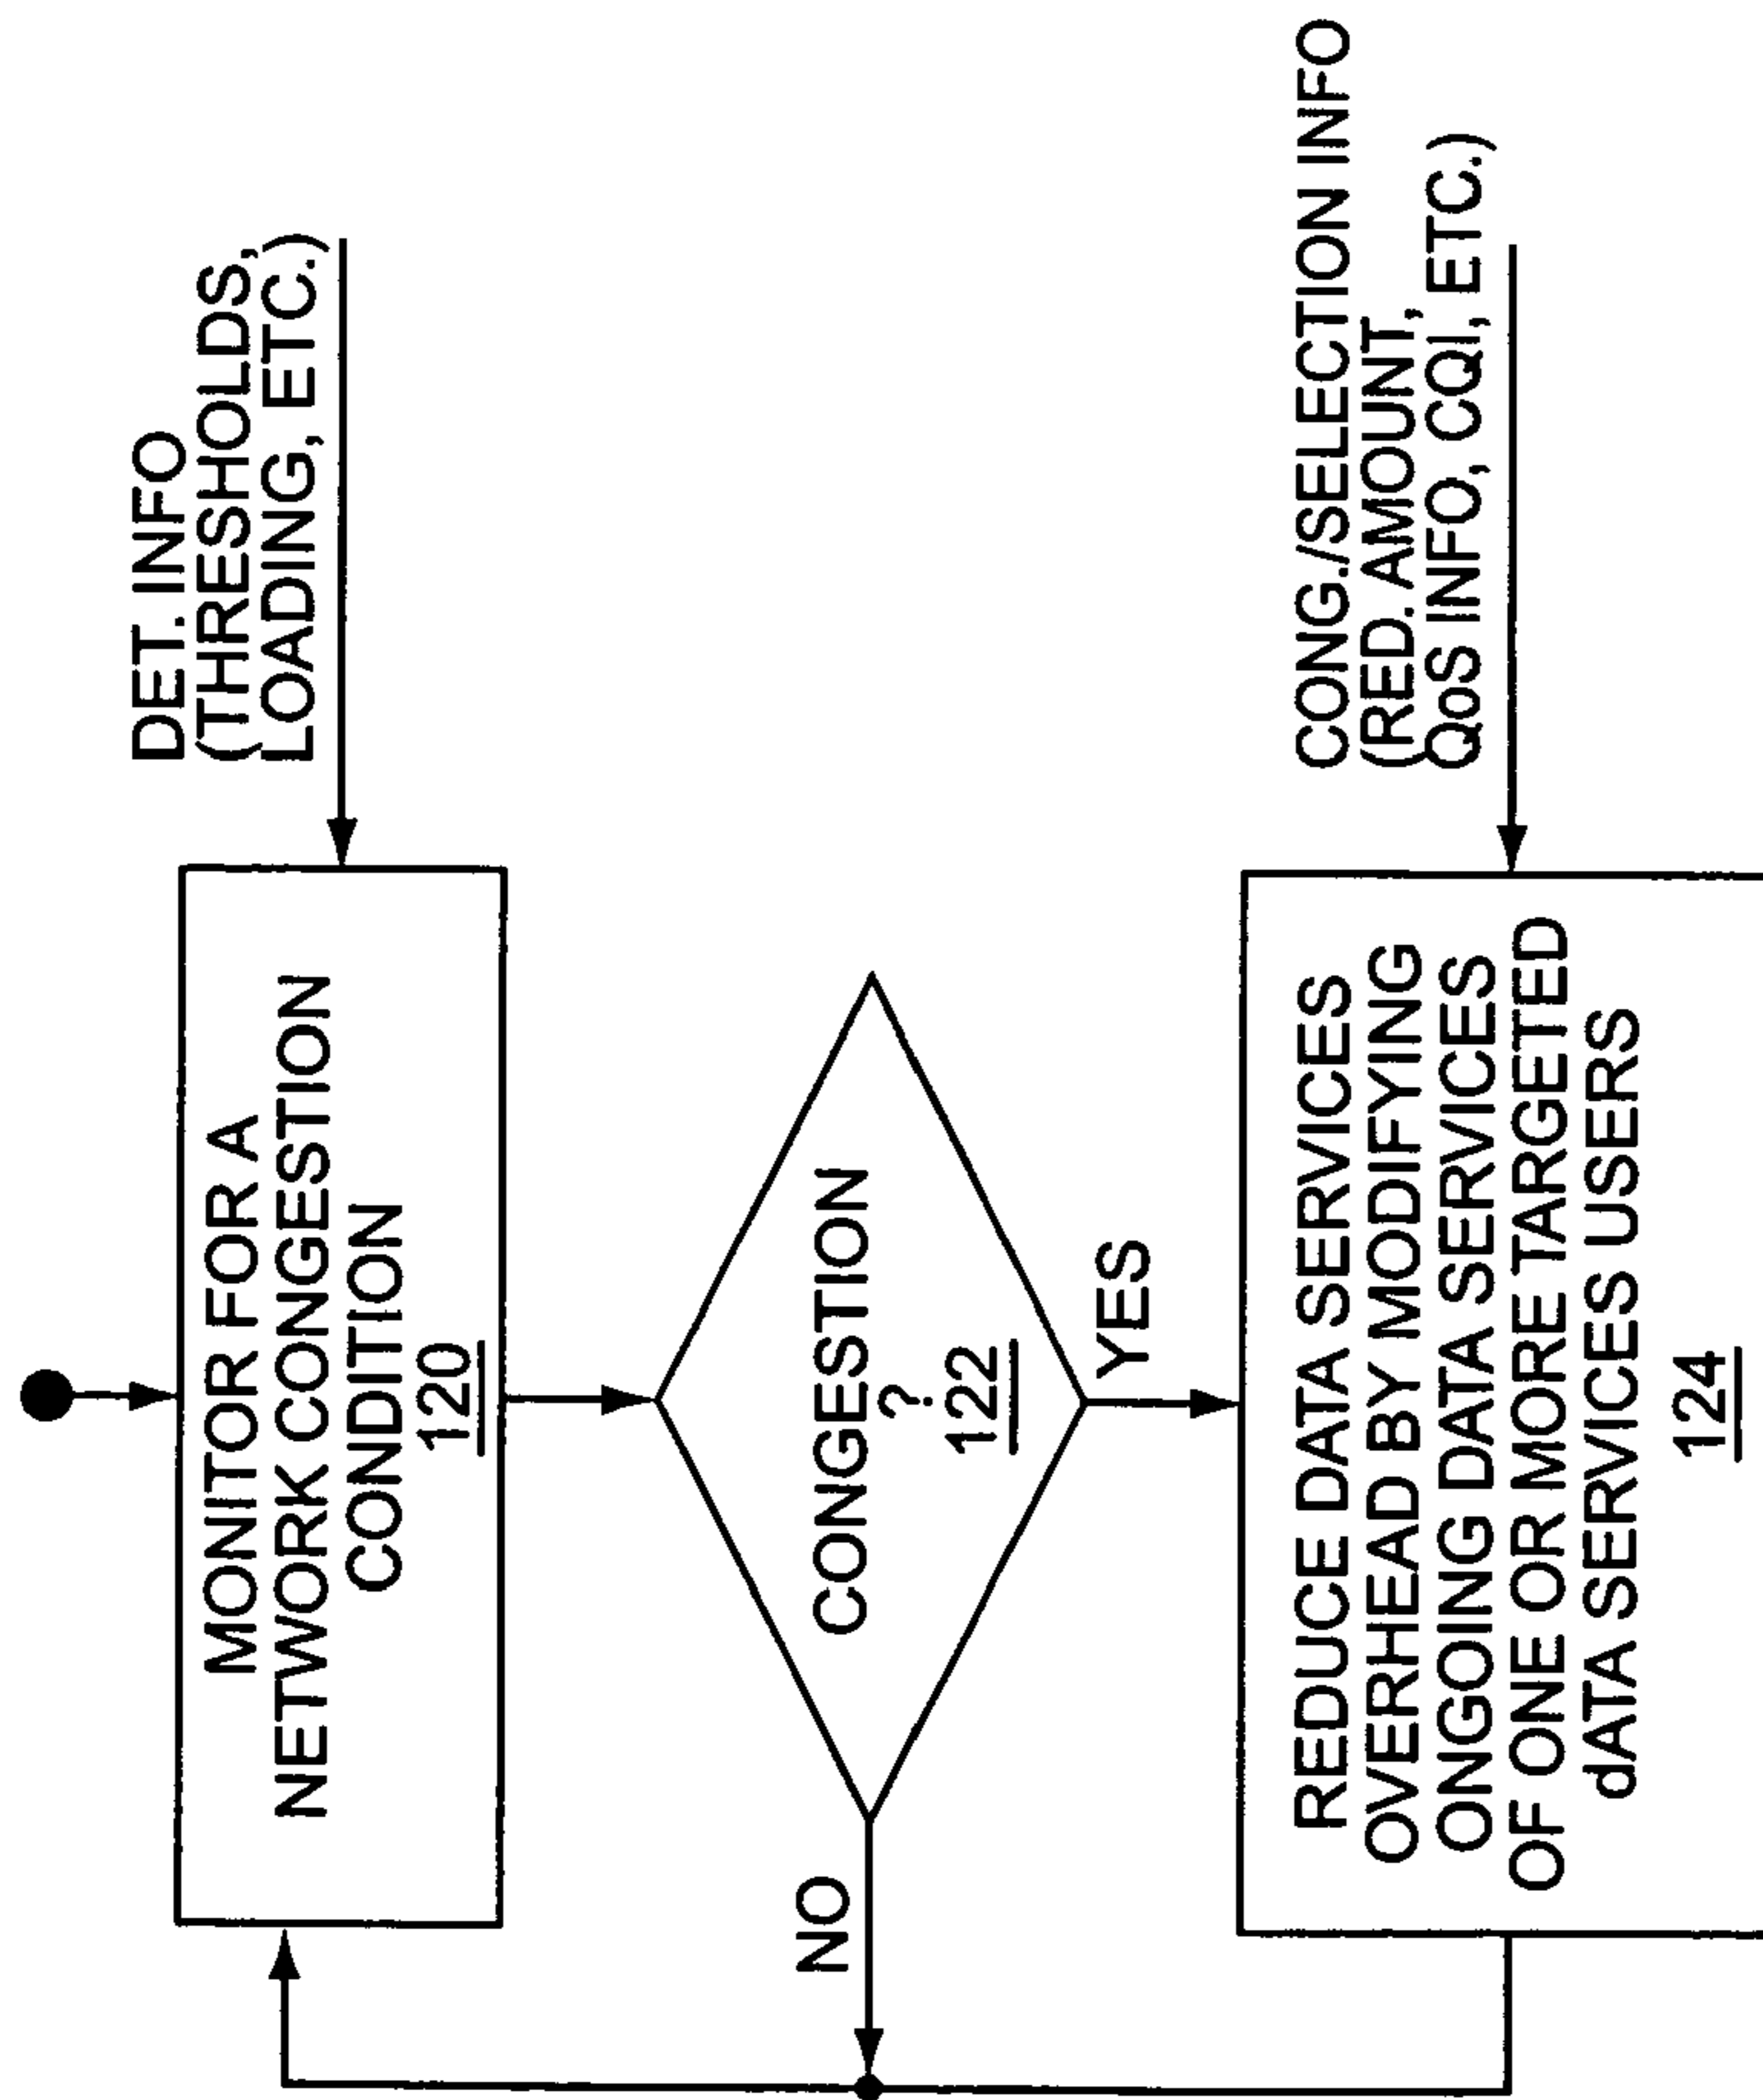 DET. INFO
(THRESHOLDS,
LOADING, ETC.)
MONITOR FOR A
NETWORK CONGESTION
CONDITION
120
CONGESTION
?
122
NO
YES
CONG./SELECTION INFO
(RED. AMOUNT,
QoS INFO, CQI, ETC.)
REDUCE DATA SERVICES
OVERHEAD BY MODIFYING
ONGOING DATA SERVICES
OF ONE OR MORE TARGETED
dATA SERVICES USERS
124